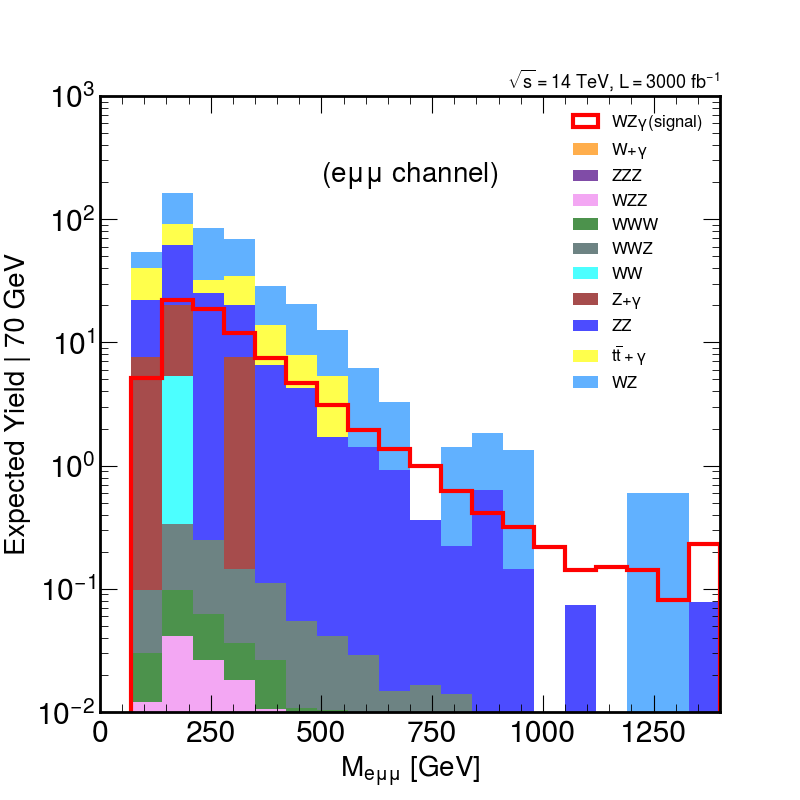 √s = 14 TeV, L = 3000 fb⁻¹
10³
10²
10¹
10⁰
10⁻¹
10⁻²
Expected Yield | 70 GeV
(eμμ channel)
WZγ(signal)
W+γ
ZZZ
WZZ
WWW
WWZ
WW
Z+γ
ZZ
tt̄+γ
WZ
0 250 500 750 1000 1250
M_eμμ [GeV]